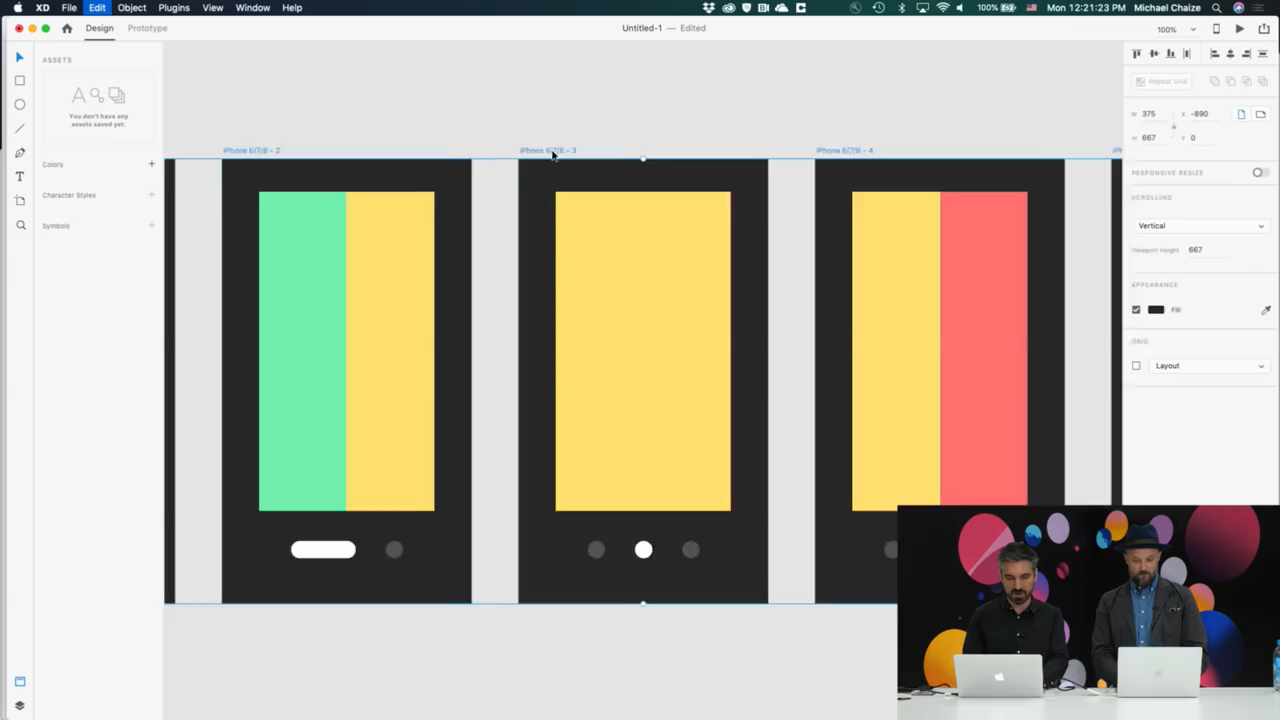 XD File Edit Object Plugins View Window Help
100% Mon 12:21:23 Michael Chaize
Design Prototype
Untitled-1 — Edited
100%
ASSETS
You don't have any
assets saved yet.
Colors
Character Styles
Symbols
iPhone 6/7/8 – 2
iPhone 6/7/8 – 3
iPhone 6/7/8 – 4
Repeat Grid
W 375 X -890
H 667 Y 0
RESPONSIVE RESIZE
SCROLLING
Vertical
Viewport Height 667
APPEARANCE
Fill
GRID
Layout